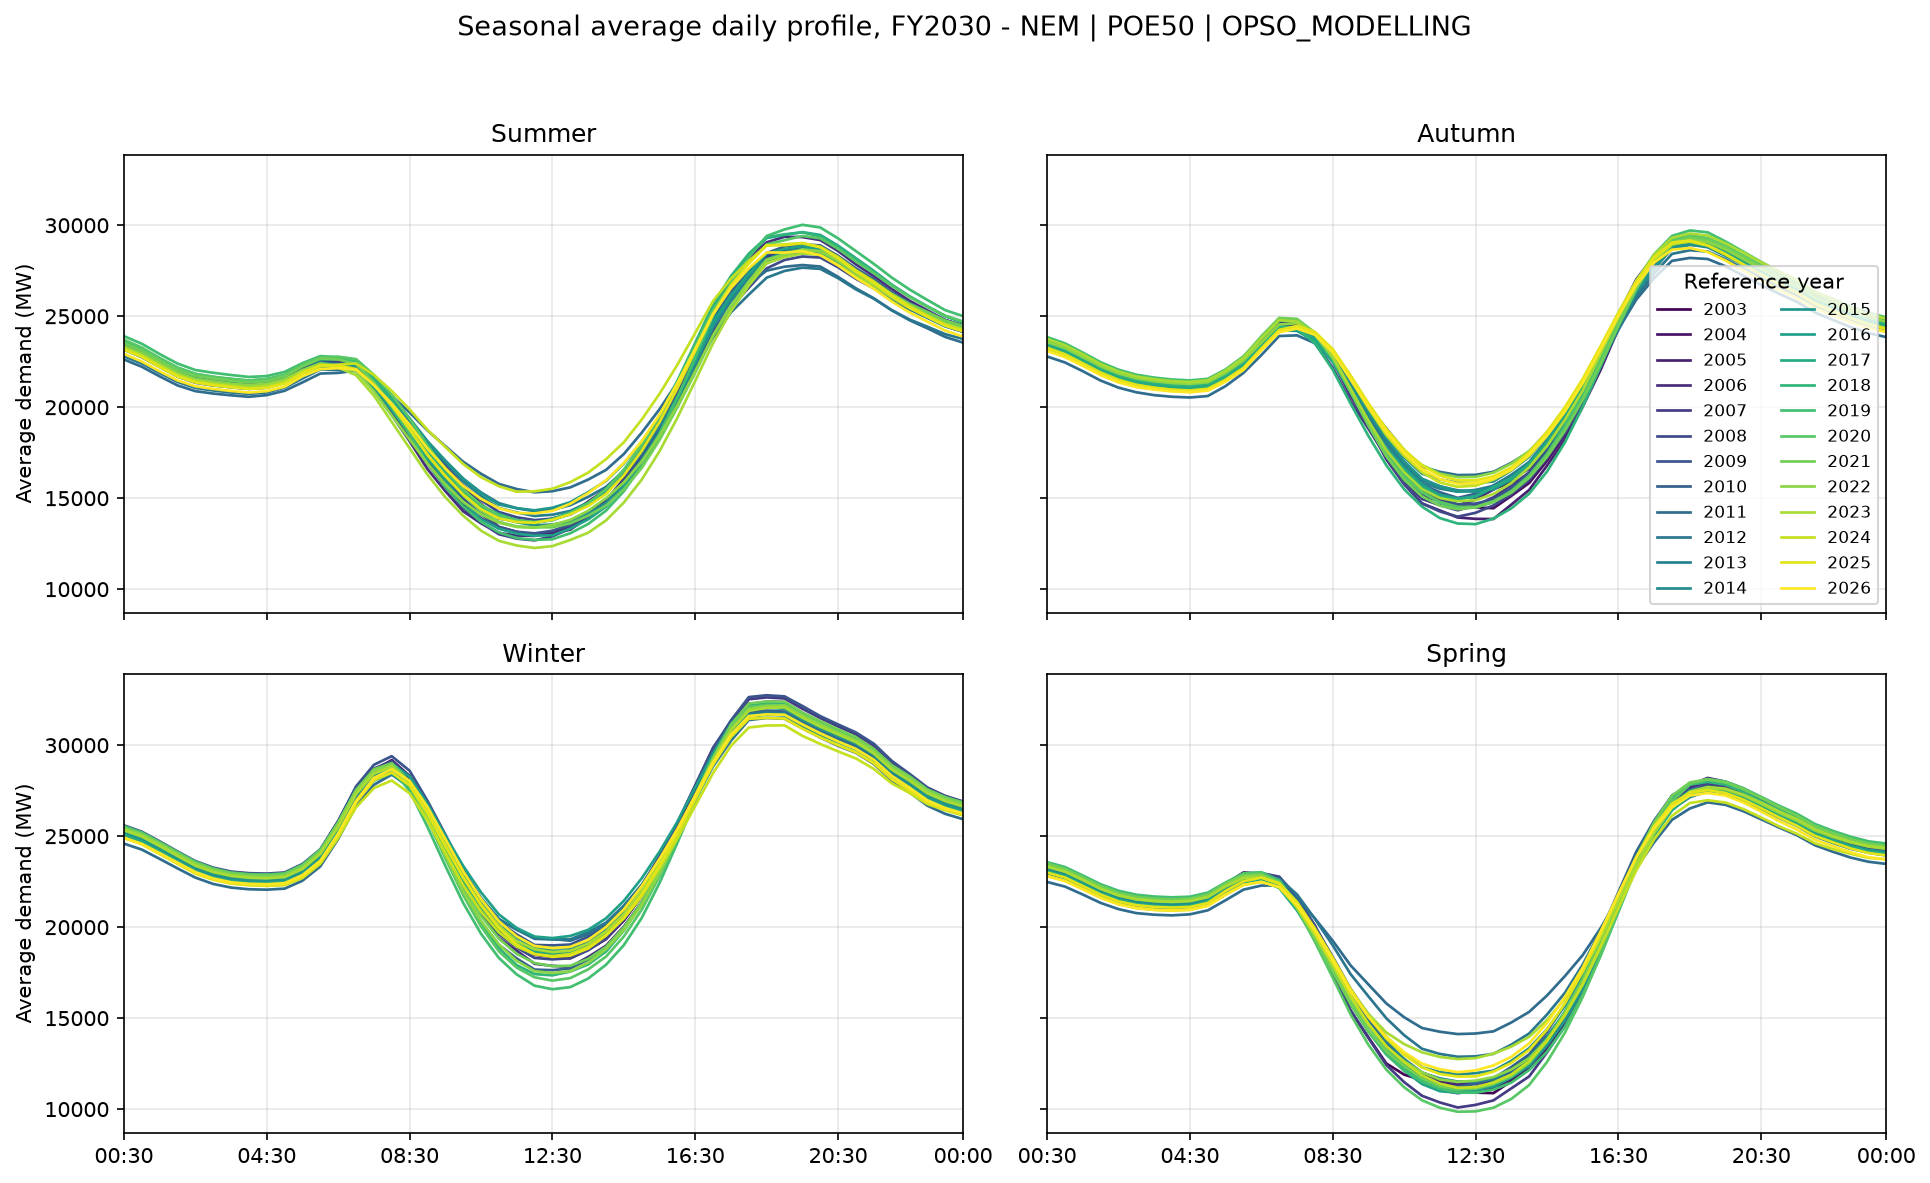 Seasonal average daily profile, FY2030 - NEM | POE50 | OPSO_MODELLING
Summer
Autumn
Average demand (MW)
30000
25000
20000
15000
10000
Reference year
2003 2015
2004 2016
2005 2017
2006 2018
2007 2019
2008 2020
2009 2021
2010 2022
2011 2023
2012 2024
2013 2025
2014 2026
Winter
Spring
Average demand (MW)
30000
25000
20000
15000
10000
00:30 04:30 08:30 12:30 16:30 20:30 00:00
00:30 04:30 08:30 12:30 16:30 20:30 00:00